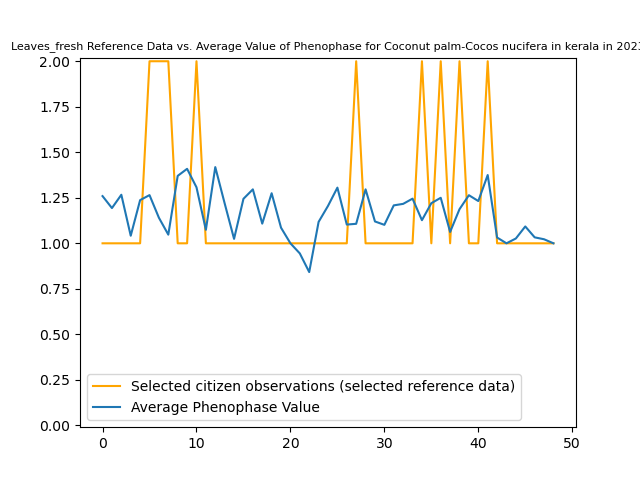 Leaves_fresh Reference Data vs. Average Value of Phenophase for Coconut palm-Cocos nucifera in kerala in 2023
2.00
1.75
1.50
1.25
1.00
0.75
0.50
0.25
0.00
Selected citizen observations (selected reference data)
Average Phenophase Value
0 10 20 30 40 50